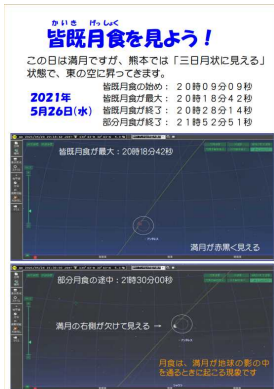 かいき げっしょく
皆既月食を見よう！
この日は満月ですが、熊本では「三日月状に見える」
状態で、東の空に昇ってきます。
2021年
5月26日(水)
皆既月食の始め：２０時０９分０９秒
皆既月食が最大：２０時１８分４２秒
皆既月食が終了：２０時２８分１４秒
部分月食が終了：２１時５２分５１秒
皆既月食が最大：20時18分42秒
満月が赤黒く見える
部分月食の途中：21時30分00秒
満月の右側が欠けて見える
月食は、満月が地球の影の中
を通るときに起こる現象です